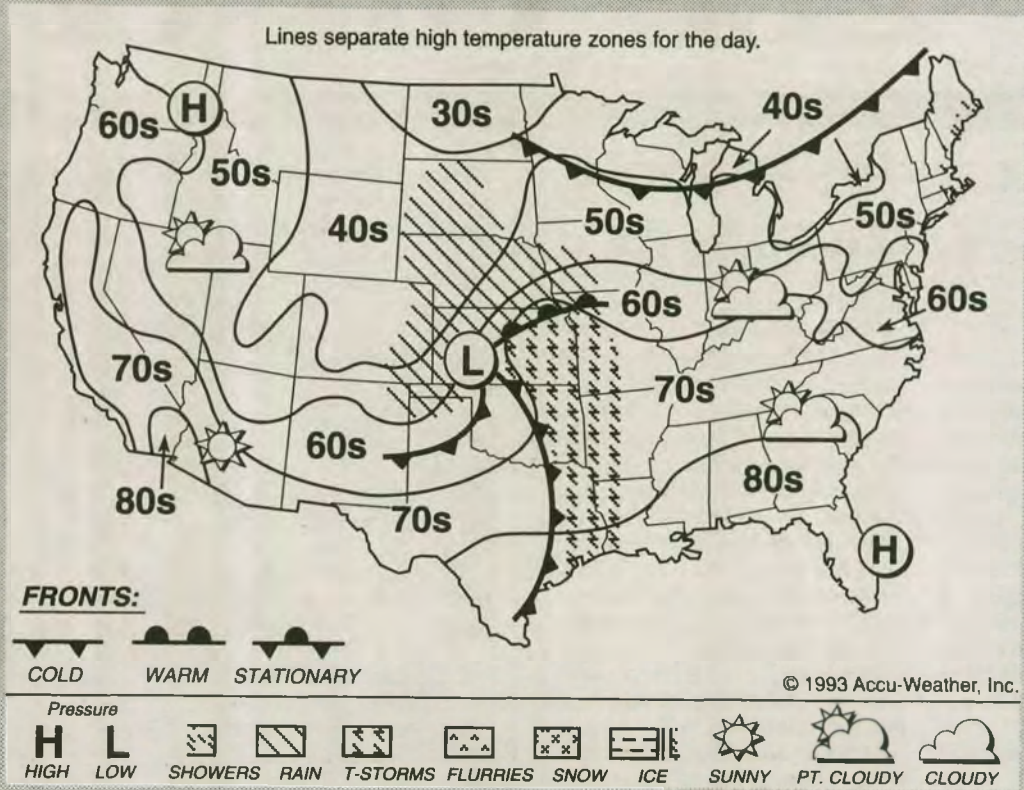 Lines separate high temperature zones for the day.
40s
H
60s
30s
50s
40s
50s
50s
60s
60s
70s
L
70s
60s
80s
80s
70s
H
FRONTS:
COLD WARM STATIONARY
© 1993 Accu-Weather, Inc.
Pressure
H L
HIGH LOW SHOWERS RAIN T-STORMS FLURRIES SNOW ICE SUNNY PT. CLOUDY CLOUDY